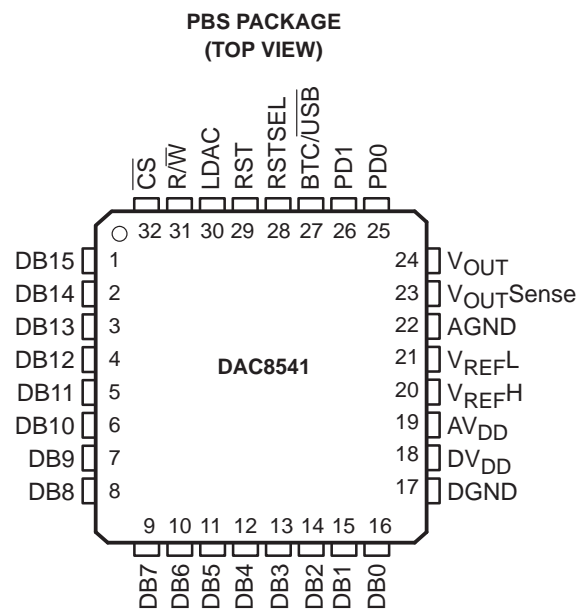 PBS PACKAGE
(TOP VIEW)
CS
R/W
LDAC
RST
RSTSEL
BTC/USB
PD1
PD0
32 31 30 29 28 27 26 25
DB15 1
DB14 2
DB13 3
DB12 4
DB11 5
DB10 6
DB9 7
DB8 8
DAC8541
24 VOUT
23 VOUTSense
22 AGND
21 VREFL
20 VREFH
19 AVDD
18 DVDD
17 DGND
9 10 11 12 13 14 15 16
DB7
DB6
DB5
DB4
DB3
DB2
DB1
DB0